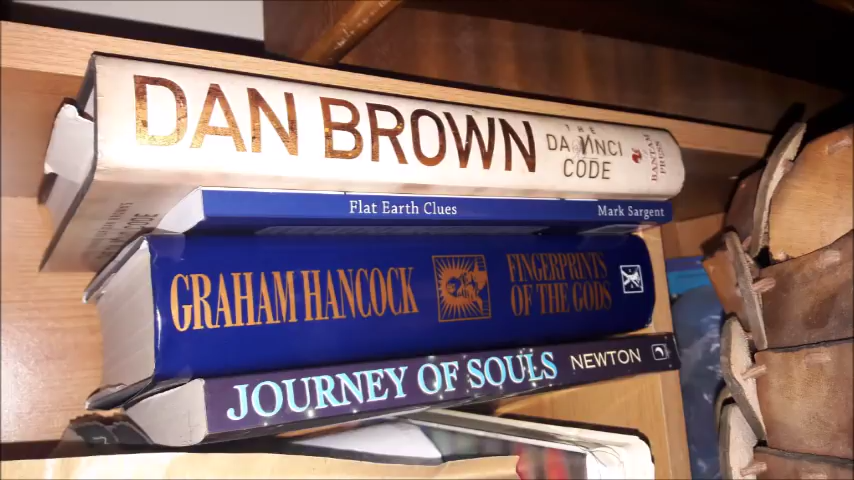 DAN BROWN
THE
DA VINCI
CODE
BANTAM
PRESS
Flat Earth Clues
Mark Sargent
GRAHAM HANCOCK
FINGERPRINTS
OF THE GODS
JOURNEY OF SOULS
NEWTON